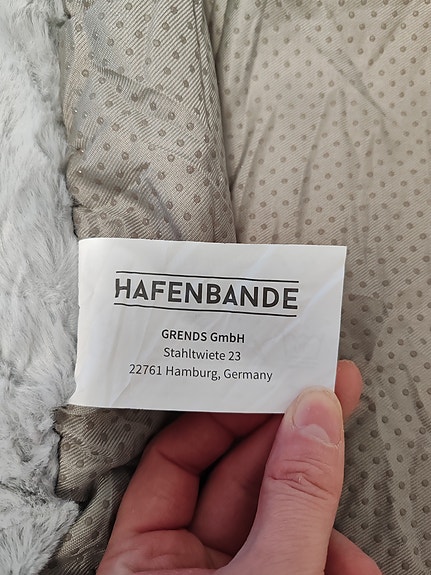 HAFENBANDE
GRENDS GmbH
Stahltwiete 23
22761 Hamburg, Germany